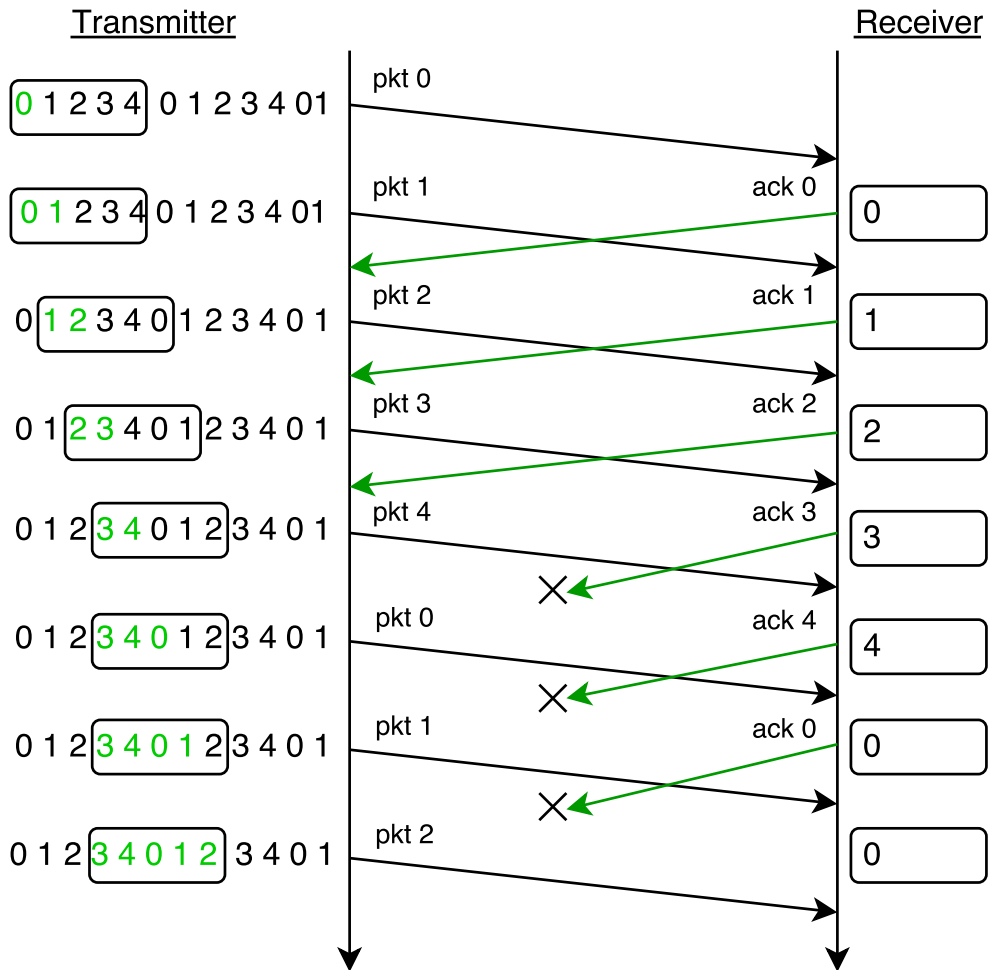 Transmitter Receiver
pkt 0
0 1 2 3 4 0 1 2 3 4 01
pkt 1 ack 0
0 1 2 3 4 0 1 2 3 4 01 0
pkt 2 ack 1
0 1 2 3 4 0 1 2 3 4 0 1 1
pkt 3 ack 2
0 1 2 3 4 0 1 2 3 4 0 1 2
pkt 4 ack 3
0 1 2 3 4 0 1 2 3 4 0 1 3
pkt 0 ack 4
0 1 2 3 4 0 1 2 3 4 0 1 4
pkt 1 ack 0
0 1 2 3 4 0 1 2 3 4 0 1 0
pkt 2
0 1 2 3 4 0 1 2 3 4 0 1 0